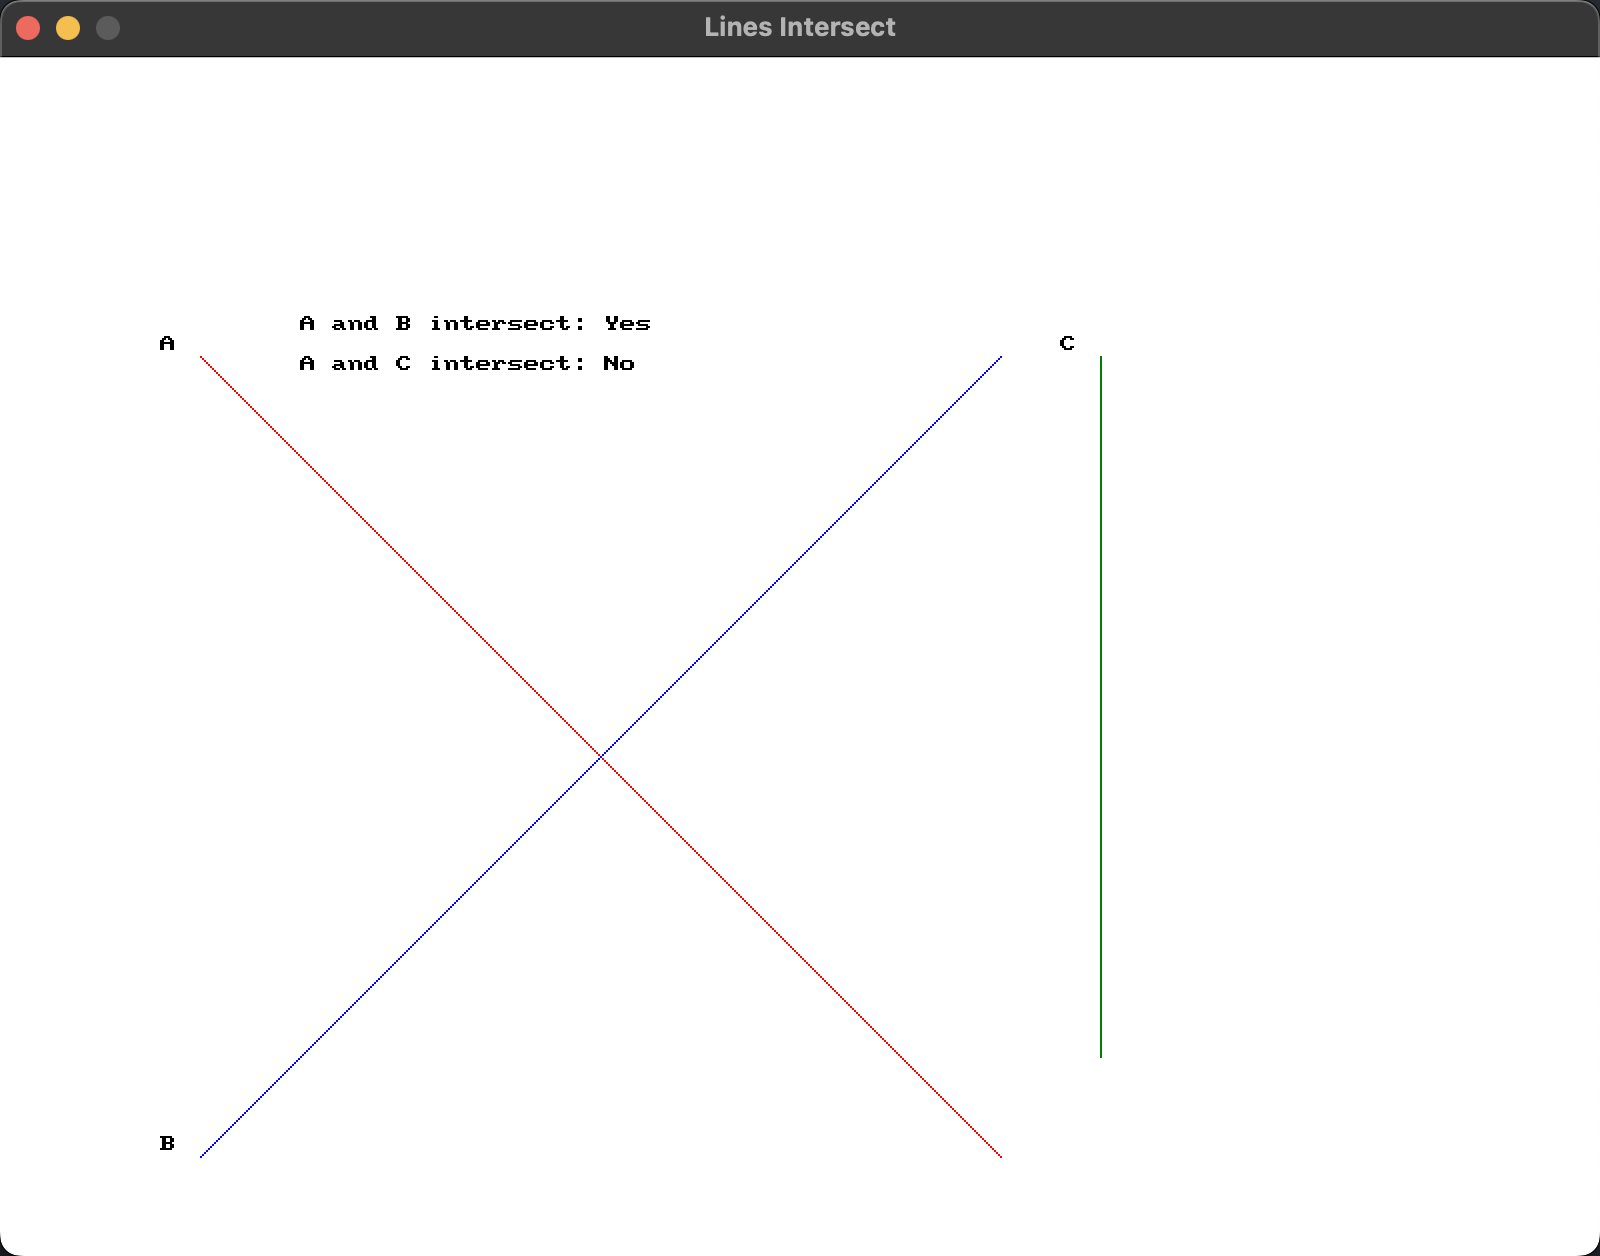 Lines Intersect
A and B intersect: Yes
A
C
A and C intersect: No
B